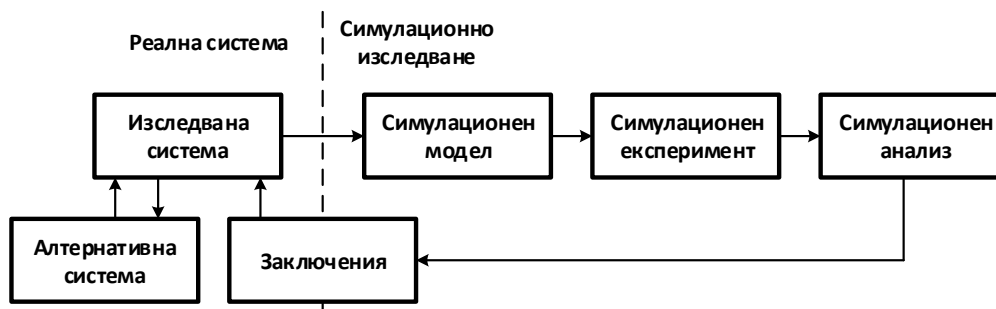 Реална система
Симулационно
изследване
Изследвана
система
Симулационен
модел
Симулационен
експеримент
Симулационен
анализ
Алтернативна
система
Заключения